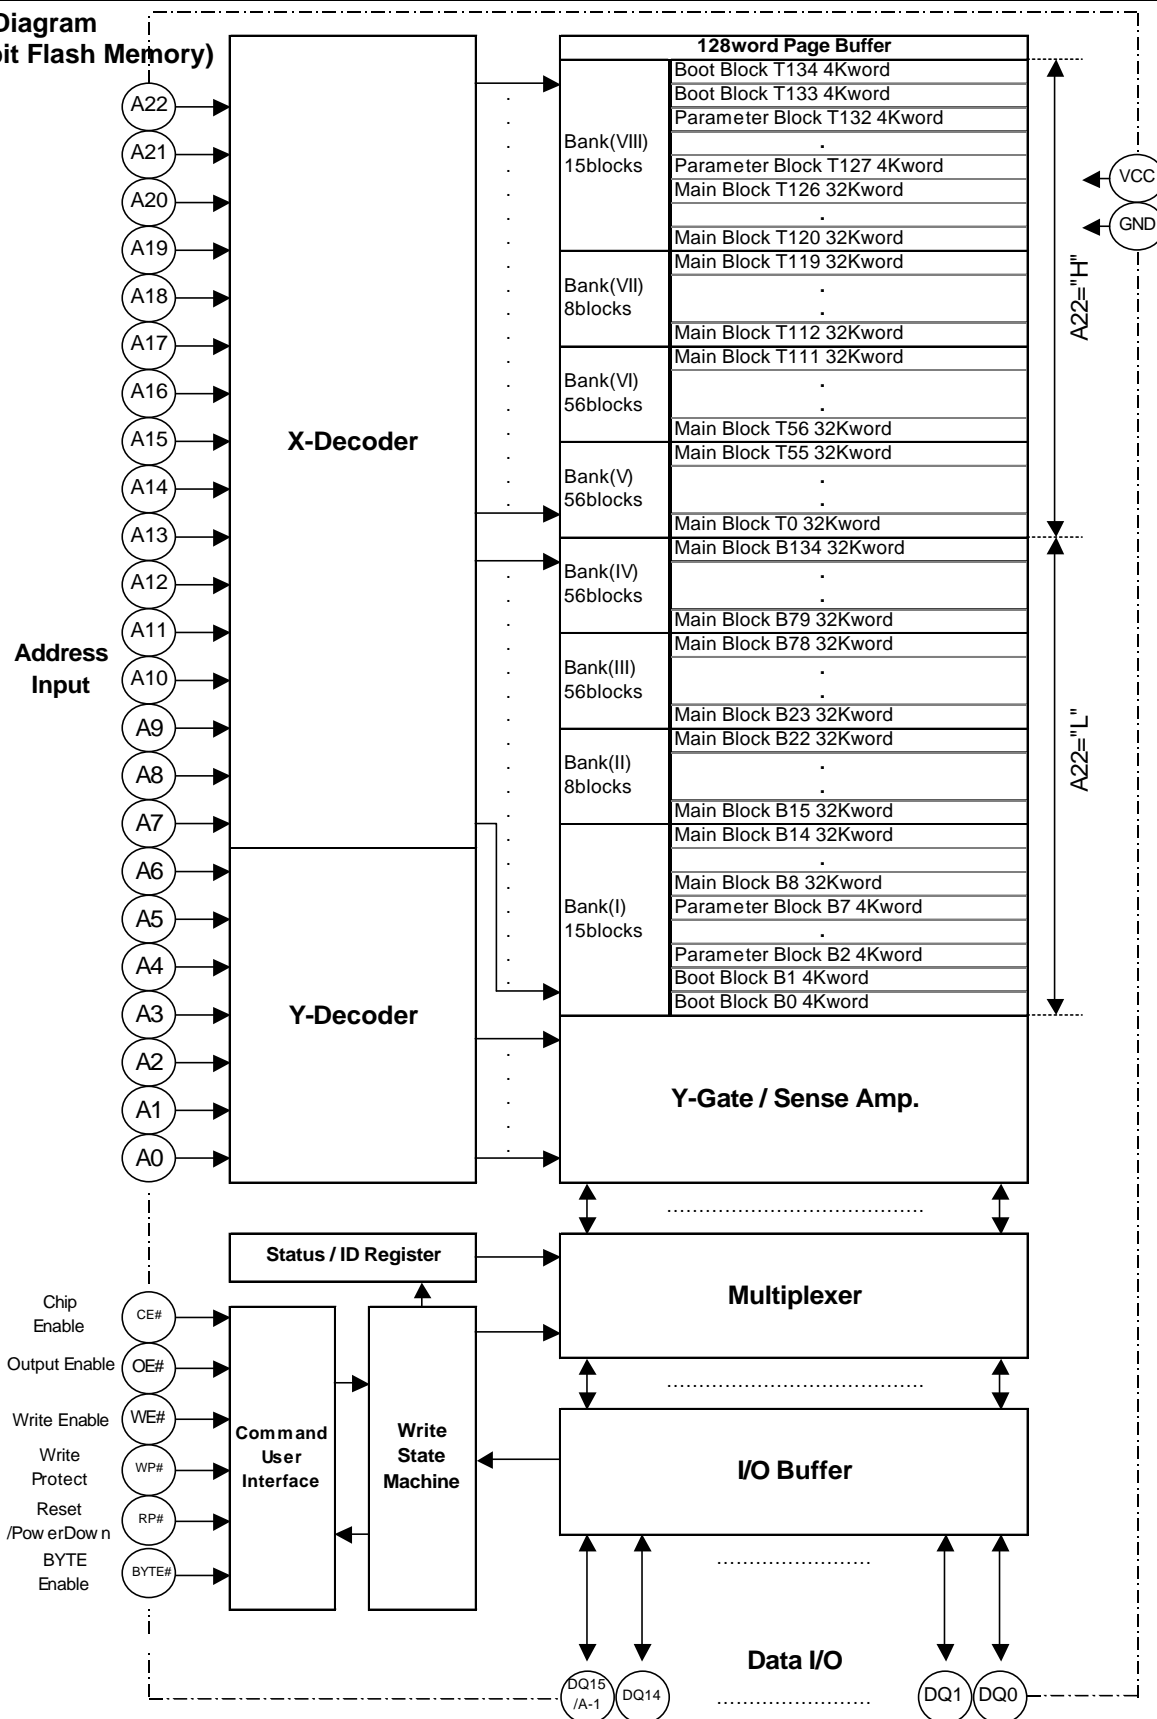 Diagram
bit Flash Memory)
128word Page Buffer
Boot Block T134 4Kword
Boot Block T133 4Kword
Parameter Block T132 4Kword
.
Parameter Block T127 4Kword
Main Block T126 32Kword
.
Main Block T120 32Kword
Bank(VIII)
15blocks
Main Block T119 32Kword
.
.
Main Block T112 32Kword
Bank(VII)
8blocks
Main Block T111 32Kword
.
.
Main Block T56 32Kword
Bank(VI)
56blocks
Main Block T55 32Kword
.
.
Main Block T0 32Kword
Bank(V)
56blocks
Main Block B134 32Kword
.
.
Main Block B79 32Kword
Bank(IV)
56blocks
Main Block B78 32Kword
.
.
Main Block B23 32Kword
Bank(III)
56blocks
Main Block B22 32Kword
.
.
Main Block B15 32Kword
Bank(II)
8blocks
Main Block B14 32Kword
.
Main Block B8 32Kword
Parameter Block B7 4Kword
.
Parameter Block B2 4Kword
Boot Block B1 4Kword
Boot Block B0 4Kword
Bank(I)
15blocks
A22="H"
A22="L"
VCC
GND
A22
A21
A20
A19
A18
A17
A16
A15
A14
A13
A12
A11
A10
A9
A8
A7
A6
A5
A4
A3
A2
A1
A0
Address
Input
X-Decoder
Y-Decoder
Y-Gate / Sense Amp.
Status / ID Register
Multiplexer
Chip
Enable
CE#
Output Enable
OE#
Write Enable
WE#
Write
Protect
WP#
Reset
/PowerDown
RP#
BYTE
Enable
BYTE#
Command
User
Interface
Write
State
Machine
I/O Buffer
Data I/O
DQ15
/A-1
DQ14
DQ1
DQ0